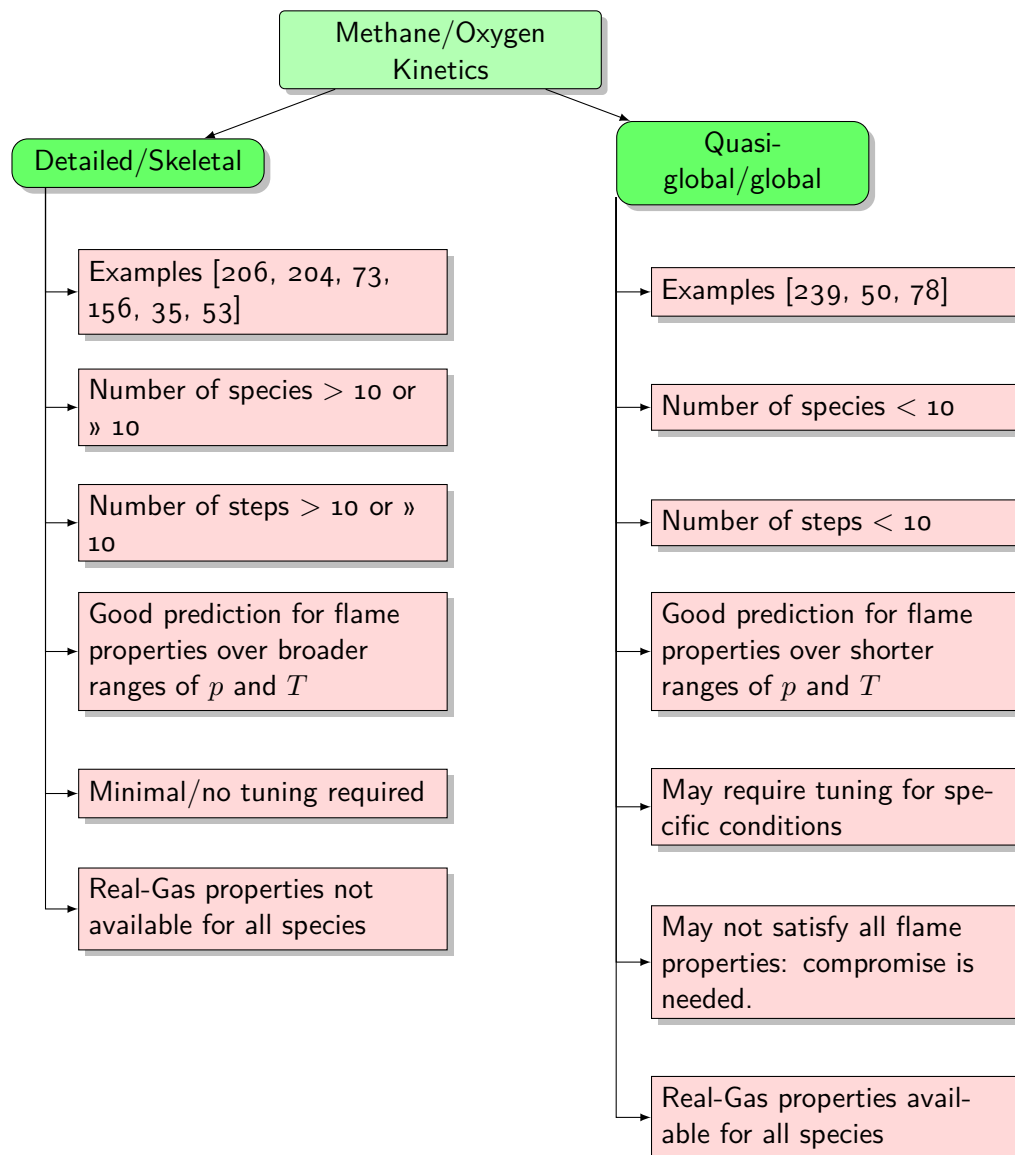 Methane/Oxygen
Kinetics
Detailed/Skeletal
Examples [206, 204, 73,
156, 35, 53]
Number of species > 10 or
» 10
Number of steps > 10 or »
10
Good prediction for flame
properties over broader
ranges of p and T
Minimal/no tuning required
Real-Gas properties not
available for all species
Quasi-
global/global
Examples [239, 50, 78]
Number of species < 10
Number of steps < 10
Good prediction for flame
properties over shorter
ranges of p and T
May require tuning for spe-
cific conditions
May not satisfy all flame
properties: compromise is
needed.
Real-Gas properties avail-
able for all species